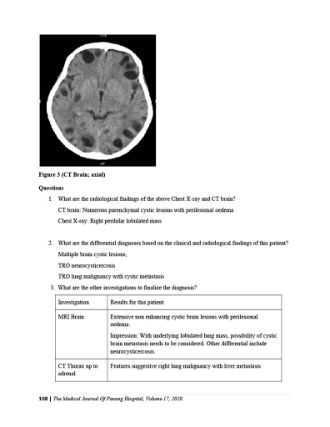 Figure 3 (CT Brain; axial)
Questions
1. What are the radiological findings of the above Chest X-ray and CT brain?
CT brain: Numerous parenchymal cystic lesions with perilesional oedema
Chest X-ray: Right perihilar lobulated mass
2. What are the differential diagnoses based on the clinical and radiological findings of this patient?
Multiple brain cystic lesions;
TRO neurocysticercosis
TRO lung malignancy with cystic metastasis
3. What are the other investigations to finalize the diagnosis?
Investigation
Results for this patient
MRI Brain
Extensive non enhancing cystic brain lesions with perilesional
oedema.
Impression: With underlying lobulated lung mass, possibility of cystic
brain metastasis needs to be considered. Other differential include
neurocysticercosis.
CT Thorax up to
adrenal
Features suggestive right lung malignancy with liver metastasis
108 | The Medical Journal Of Penang Hospital, Volume 17, 2020